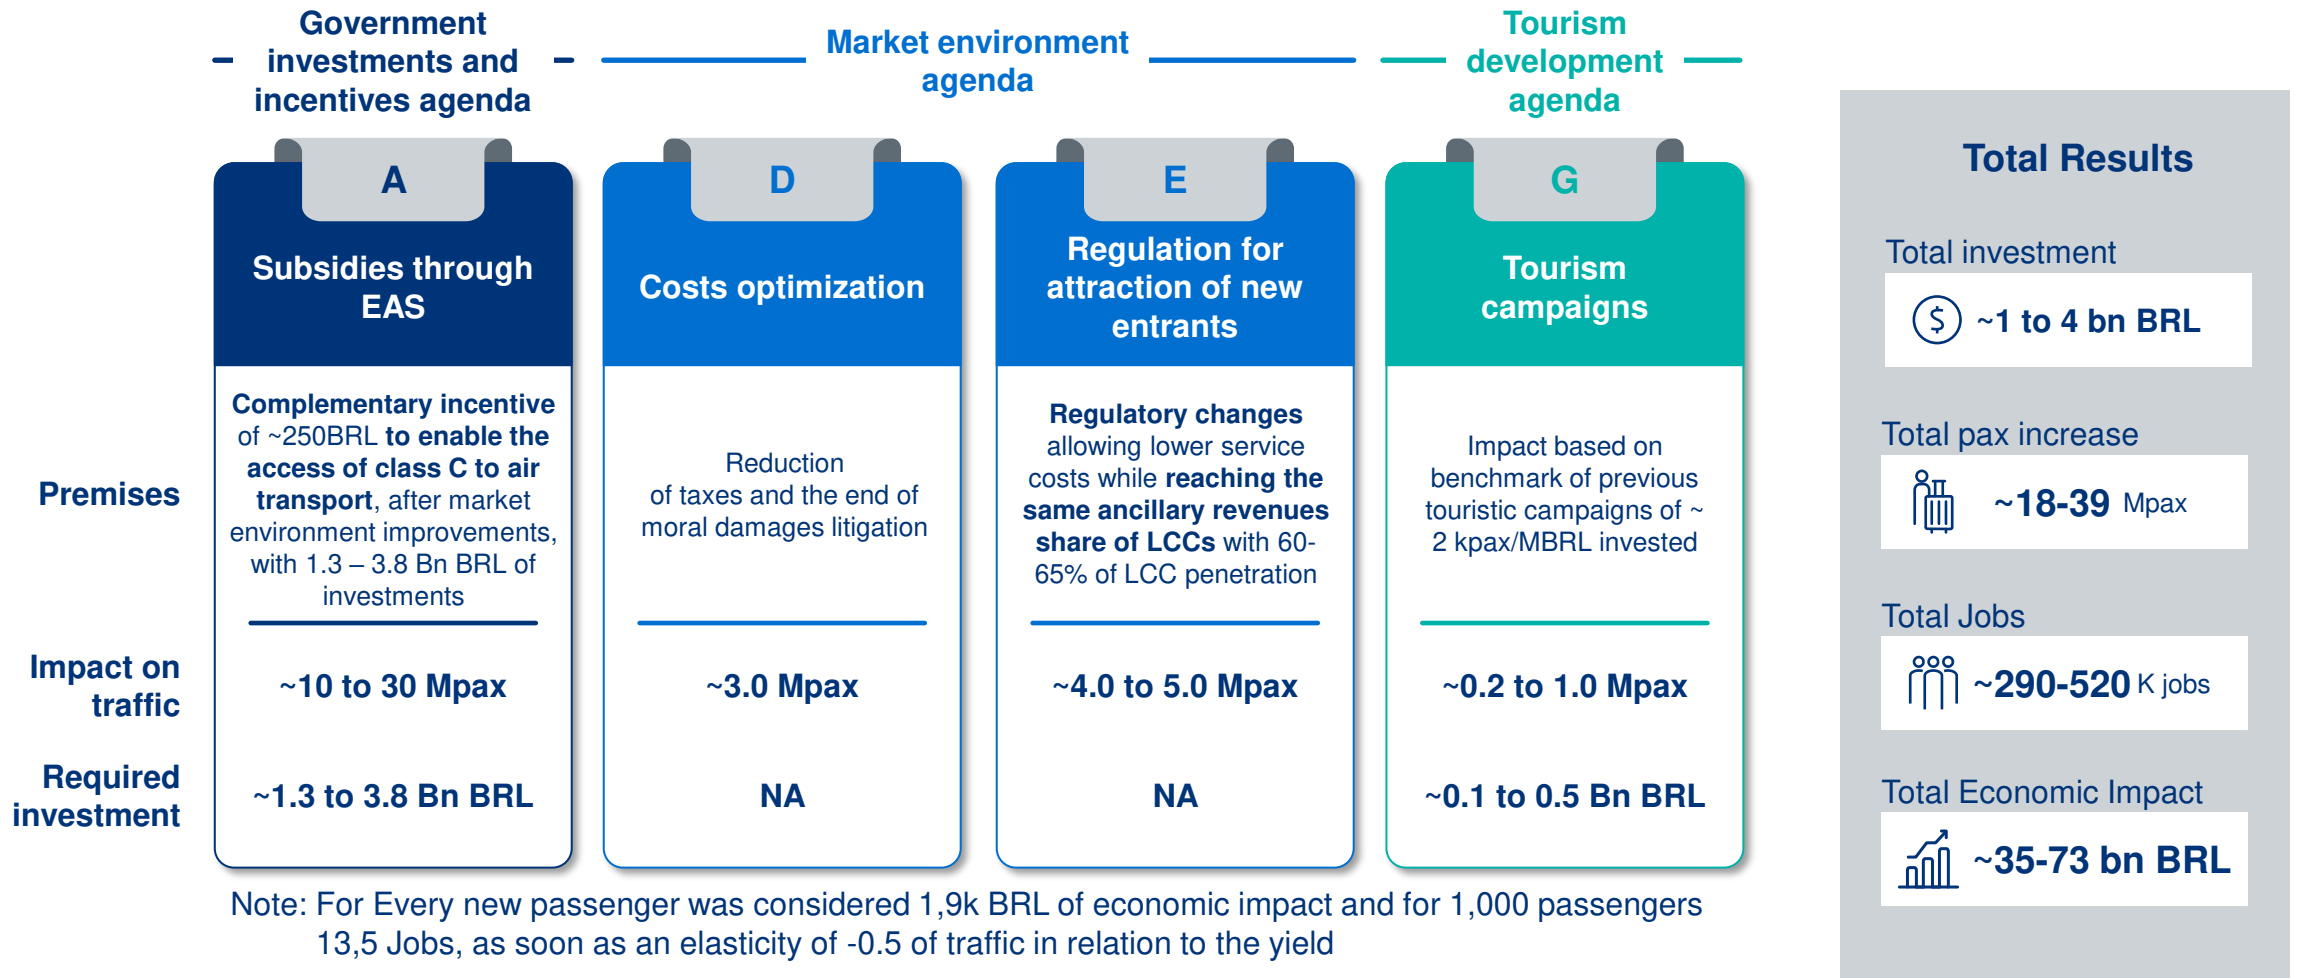 Government
investments and
incentives agenda
Market environment
agenda
Tourism
development
agenda
A
Subsidies through
EAS
D
Costs optimization
E
Regulation for
attraction of new
entrants
G
Tourism
campaigns
Premises
Complementary incentive
of ~250BRL to enable the
access of class C to air
transport, after market
environment improvements,
with 1.3 – 3.8 Bn BRL of
investments
Reduction
of taxes and the end of
moral damages litigation
Regulatory changes
allowing lower service
costs while reaching the
same ancillary revenues
share of LCCs with 60-
65% of LCC penetration
Impact based on
benchmark of previous
touristic campaigns of ~
2 kpax/MBRL invested
Impact on
traffic
~10 to 30 Mpax
~3.0 Mpax
~4.0 to 5.0 Mpax
~0.2 to 1.0 Mpax
Required
investment
~1.3 to 3.8 Bn BRL
NA
NA
~0.1 to 0.5 Bn BRL
Note: For Every new passenger was considered 1,9k BRL of economic impact and for 1,000 passengers
13,5 Jobs, as soon as an elasticity of -0.5 of traffic in relation to the yield
Total Results
Total investment
$ ~1 to 4 bn BRL
Total pax increase
~18-39 Mpax
Total Jobs
~290-520 K jobs
Total Economic Impact
~35-73 bn BRL